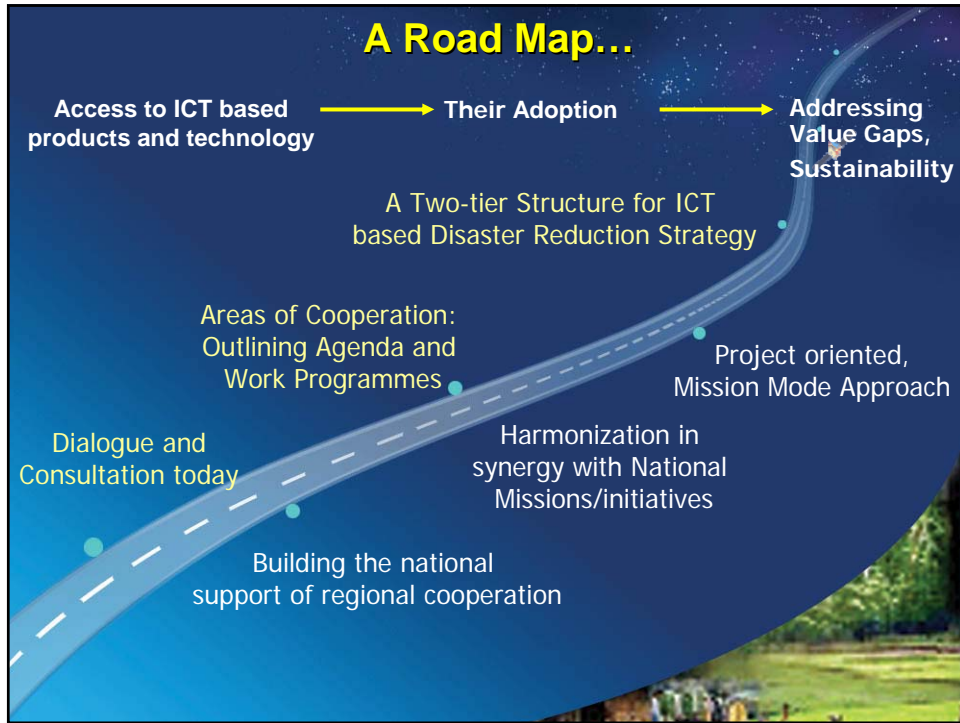 A Road Map…
Access to ICT based
products and technology
Their Adoption
Addressing
Value Gaps,
Sustainability
A Two-tier Structure for ICT
based Disaster Reduction Strategy
Areas of Cooperation:
Outlining Agenda and
Work Programmes
Project oriented,
Mission Mode Approach
Dialogue and
Consultation today
Harmonization in
synergy with National
Missions/initiatives
Building the national
support of regional cooperation